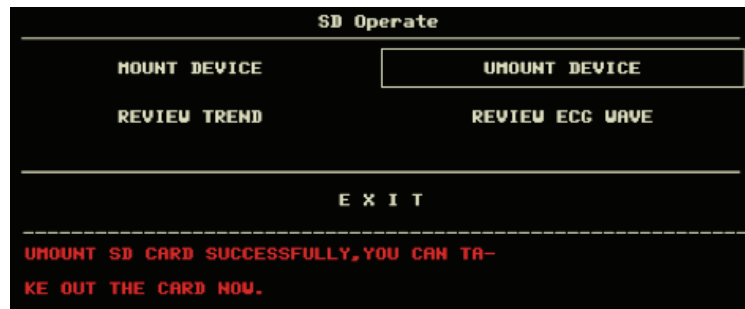 SD Operate
MOUNT DEVICE UMOUNT DEVICE
REVIEW TREND REVIEW ECG WAVE
E X I T
UMOUNT SD CARD SUCCESSFULLY,YOU CAN TA-
KE OUT THE CARD NOW.